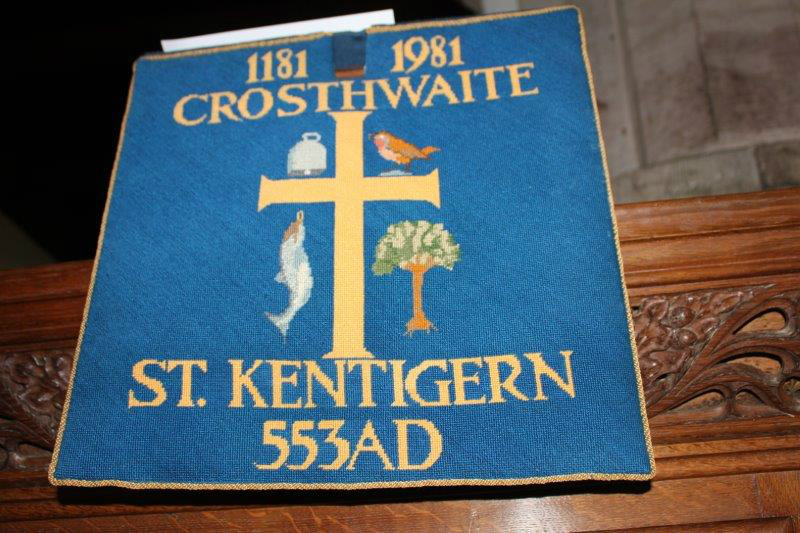 1181 1981
CROSTHWAITE
ST. KENTIGERN
553AD